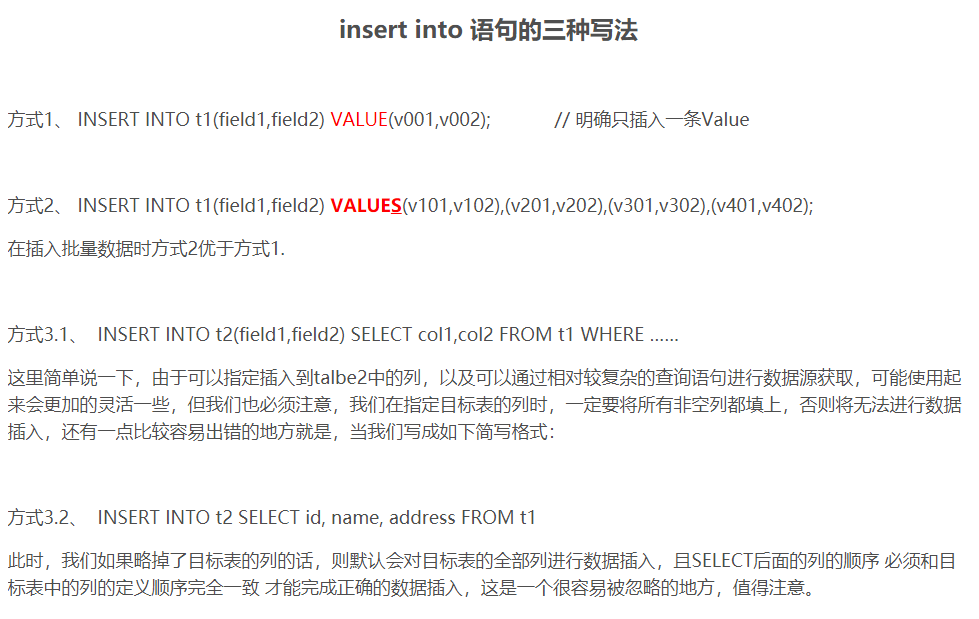 insert into 语句的三种写法
方式1、 INSERT INTO t1(field1,field2) VALUE(v001,v002); // 明确只插入一条Value
方式2、 INSERT INTO t1(field1,field2) VALUES(v101,v102),(v201,v202),(v301,v302),(v401,v402);
在插入批量数据时方式2优于方式1.
方式3.1、 INSERT INTO t2(field1,field2) SELECT col1,col2 FROM t1 WHERE ……
这里简单说一下，由于可以指定插入到talbe2中的列，以及可以通过相对较复杂的查询语句进行数据源获取，可能使用起
来会更加的灵活一些，但我们也必须注意，我们在指定目标表的列时，一定要将所有非空列都填上，否则将无法进行数据
插入，还有一点比较容易出错的地方就是，当我们写成如下简写格式：
方式3.2、 INSERT INTO t2 SELECT id, name, address FROM t1
此时，我们如果略掉了目标表的列的话，则默认会对目标表的全部列进行数据插入，且SELECT后面的列的顺序 必须和目
标表中的列的定义顺序完全一致 才能完成正确的数据插入，这是一个很容易被忽略的地方，值得注意。